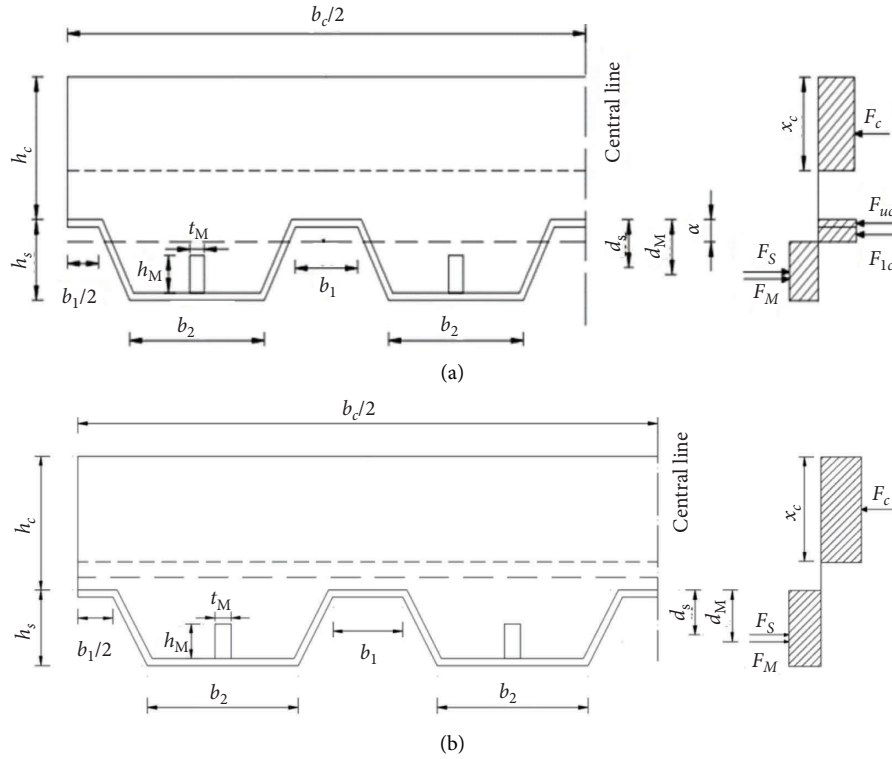 b_c/2
h_c
Central line
x_c
F_c
h_s
t_M
h_M
d_s
d_M
α
F_uc
F_S
F_M
F_1c
b_1/2
b_1
b_2
b_2
(a)
b_c/2
h_c
Central line
x_c
F_c
h_s
t_M
h_M
d_s
d_M
F_S
F_M
b_1/2
b_1
b_2
b_2
(b)